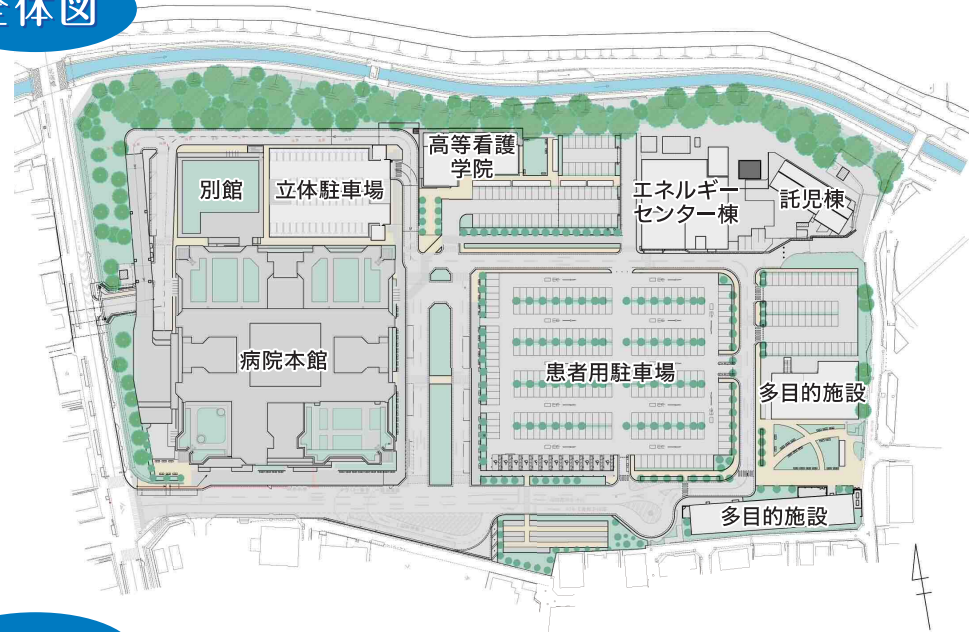 全体図
高等看護
学院
別館
立体駐車場
エネルギー
センター棟
託児棟
病院本館
患者用駐車場
多目的施設
多目的施設